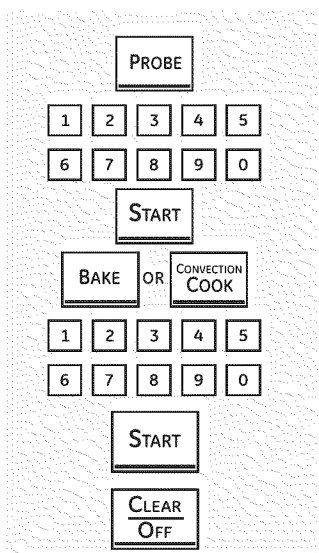 PROBE
1 2 3 4 5
6 7 8 9 0
START
BAKE OR CONVECTION COOK
1 2 3 4 5
6 7 8 9 0
START
CLEAR
OFF